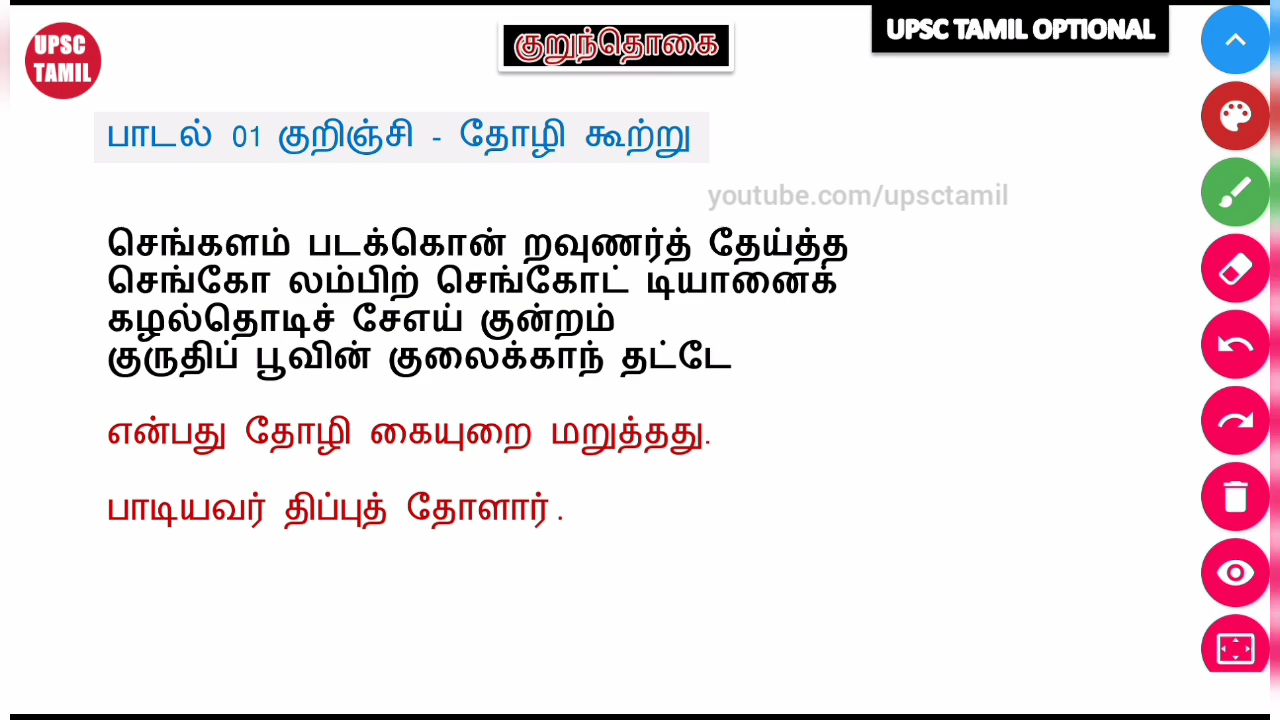 UPSC
TAMIL
குறுந்தொகை
UPSC TAMIL OPTIONAL
பாடல் 01 குறிஞ்சி - தோழி கூற்று
youtube.com/upsctamil
செங்களம் படக்கொன் றவுணர்த் தேய்த்த
செங்கோ லம்பிற் செங்கோட் டியானைக்
கழல்தொடிச் சேஎய் குன்றம்
குருதிப் பூவின் குலைக்காந் தட்டே
என்பது தோழி கையுறை மறுத்தது.
பாடியவர் திப்புத் தோளார் .